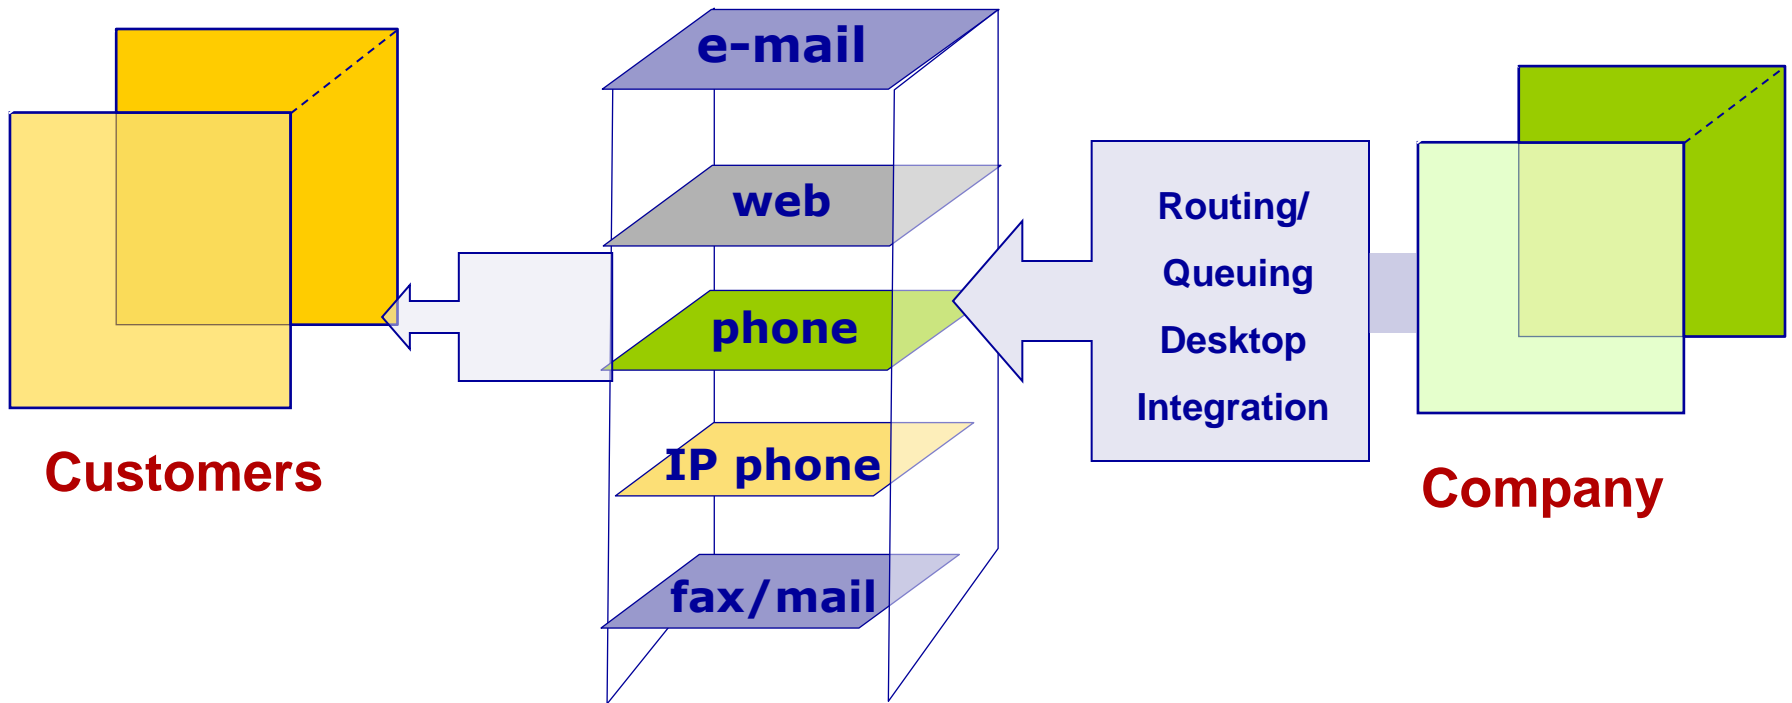 e-mail
web
phone
IP phone
fax/mail
Routing/
Queuing
Desktop
Integration
Customers
Company